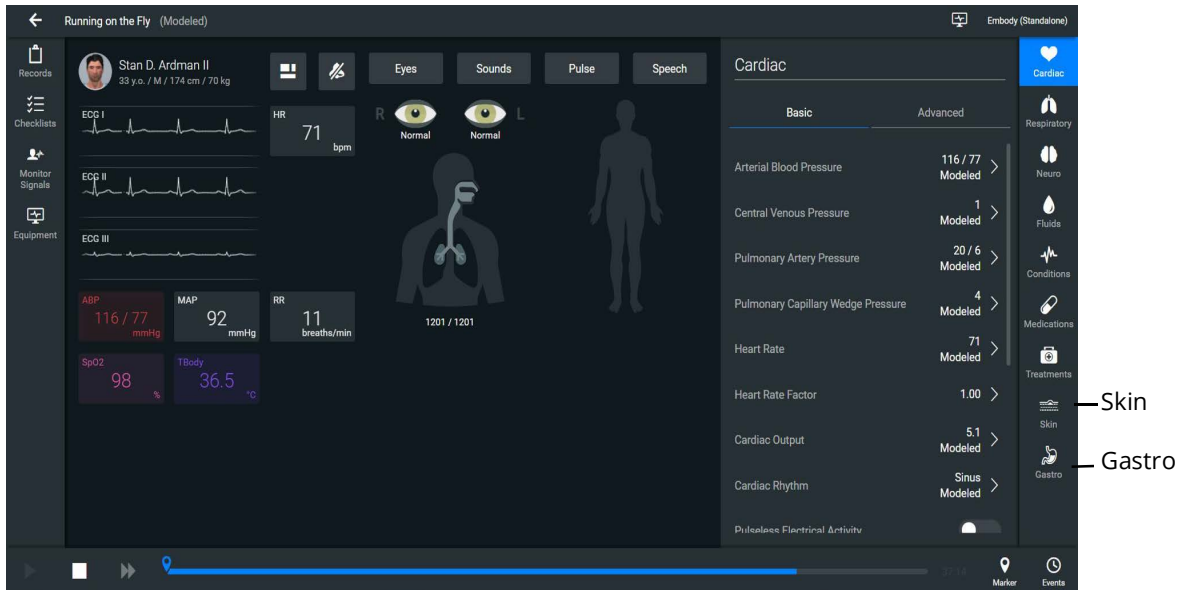 Running on the Fly (Modeled)
Embody (Standalone)
Records
Checklists
Monitor
Signals
Equipment
Stan D. Ardman II
33 y.o. / M / 174 cm / 70 kg
ECG I
ECG II
ECG III
HR
71
bpm
ABP
116 / 77
mmHg
MAP
92
mmHg
RR
11
breaths/min
SpO2
98
%
TBody
36.5
°C
Eyes
Sounds
Pulse
Speech
R
L
Normal
Normal
1201 / 1201
Cardiac
Basic
Advanced
Arterial Blood Pressure
116 / 77
Modeled
Central Venous Pressure
1
Modeled
Pulmonary Artery Pressure
20 / 6
Modeled
Pulmonary Capillary Wedge Pressure
4
Modeled
Heart Rate
71
Modeled
Heart Rate Factor
1.00
Cardiac Output
5.1
Modeled
Cardiac Rhythm
Sinus
Modeled
Pulseless Electrical Activity
Cardiac
Respiratory
Neuro
Fluids
Conditions
Medications
Treatments
Skin
Gastro
Skin
Gastro
Marker
Events